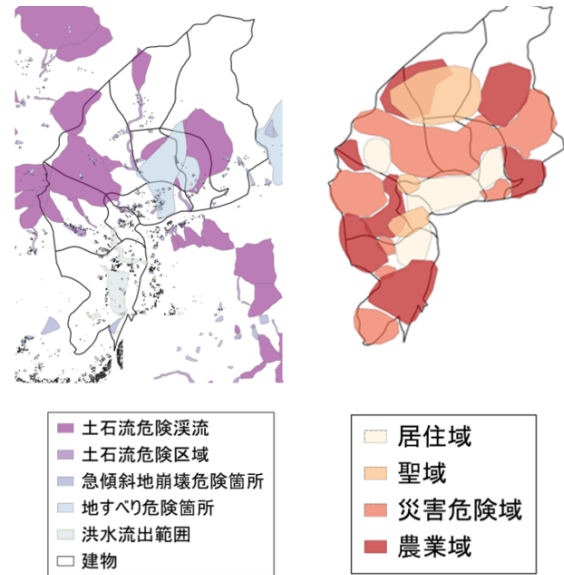 土石流危険渓流
土石流危険区域
急傾斜地崩壊危険箇所
地すべり危険箇所
洪水流出範囲
建物
居住域
聖域
災害危険域
農業域